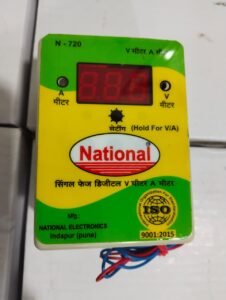 N - 720
V मीटर A मीटर
888
A
मीटर
V
मीटर
सेटींग (Hold For V/A)
National
सिंगल फेज डिजीटल V मीटर A मीटर
Mfg.:
NATIONAL ELECTRONICS
Indapur (pune)
ISO
9001:2015